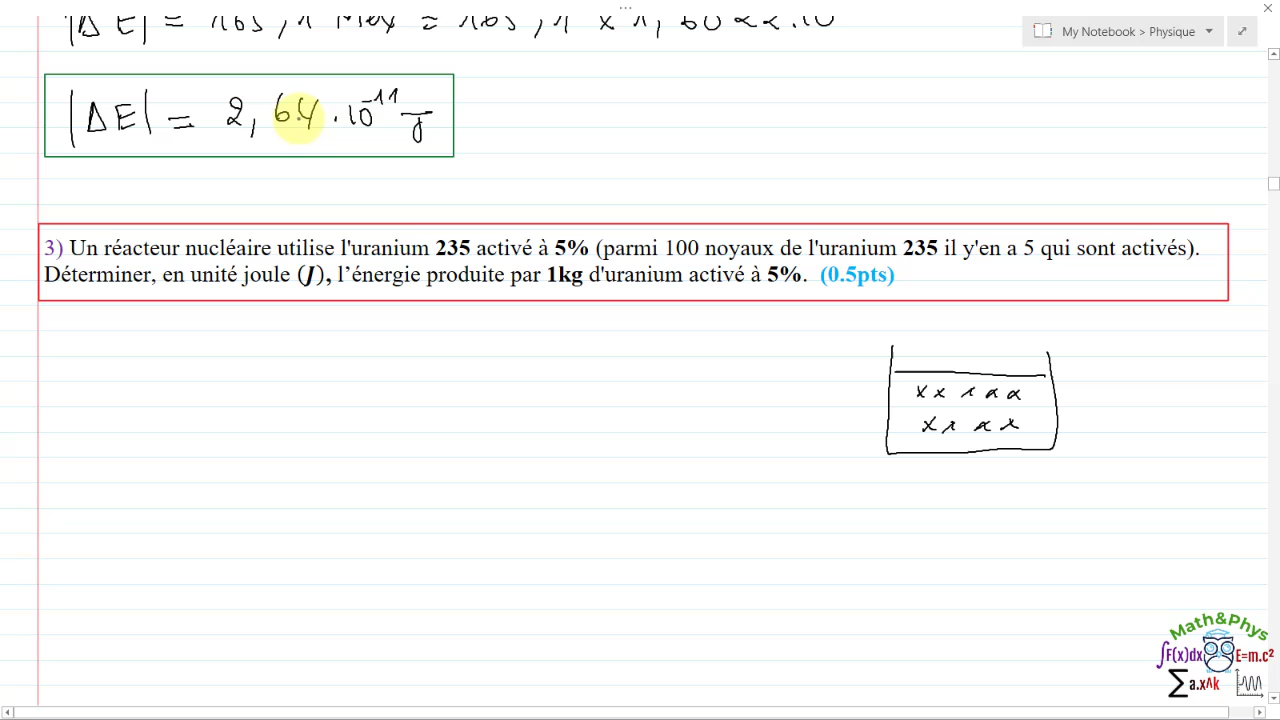 My Notebook > Physique
|ΔE| = 2,64.10⁻¹¹ J
3) Un réacteur nucléaire utilise l'uranium 235 activé à 5% (parmi 100 noyaux de l'uranium 235 il y'en a 5 qui sont activés).
Déterminer, en unité joule (J), l’énergie produite par 1kg d'uranium activé à 5%. (0.5pts)
x x x x x
x x x x
Math&Phys
∫F(x)dx E=m.c²
∑ a.x^k